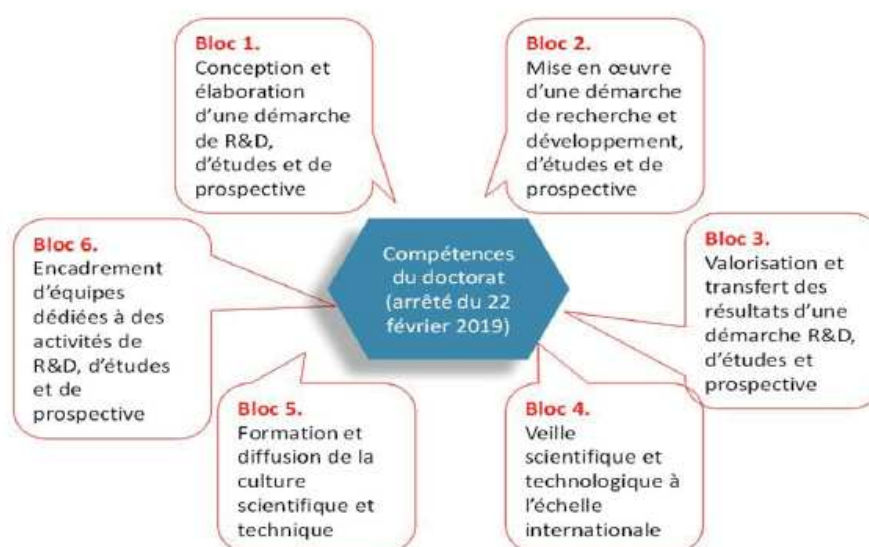 Bloc 1.
Conception et
élaboration
d'une démarche
de R&D,
d'études et de
prospective
Bloc 2.
Mise en œuvre
d'une démarche
de recherche et
développement,
d'études et de
prospective
Compétences
du doctorat
(arrêté du 22
février 2019)
Bloc 3.
Valorisation et
transfert des
résultats d'une
démarche R&D,
d'études et
prospective
Bloc 4.
Veille
scientifique et
technologique à
l'échelle
internationale
Bloc 5.
Formation et
diffusion de la
culture
scientifique et
technique
Bloc 6.
Encadrement
d'équipes
dédiées à des
activités de
R&D, d'études
et de
prospective